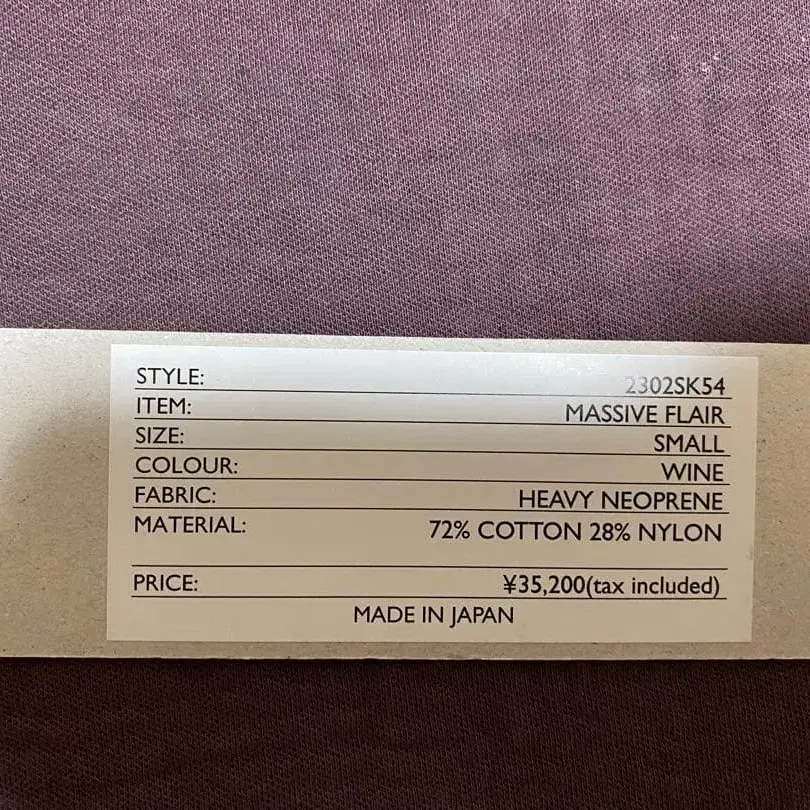 STYLE: 2302SK54
ITEM: MASSIVE FLAIR
SIZE: SMALL
COLOUR: WINE
FABRIC: HEAVY NEOPRENE
MATERIAL: 72% COTTON 28% NYLON
PRICE: ¥35,200(tax included)
MADE IN JAPAN